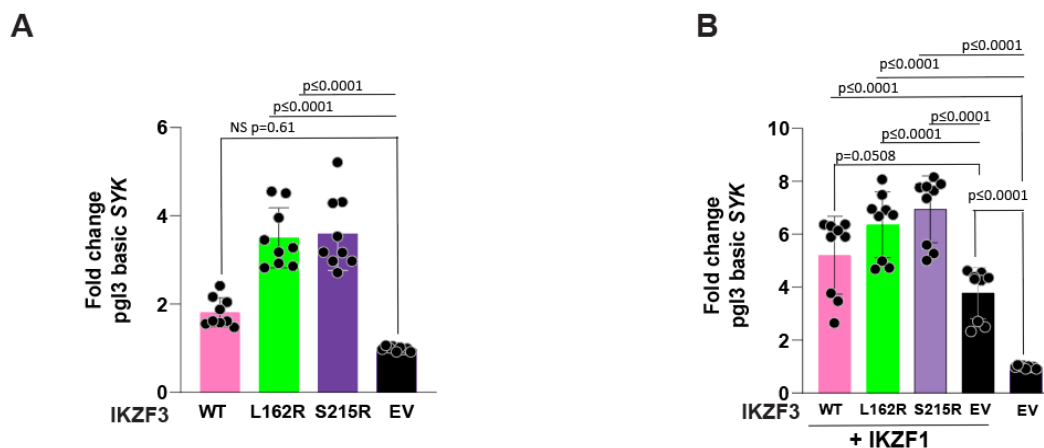 A
p≤0.0001
p≤0.0001
NS p=0.61
6
4
2
0
Fold change
pgl3 basic SYK
IKZF3 WT L162R S215R EV
B
p≤0.0001
p≤0.0001
p≤0.0001
p≤0.0001
p≤0.0001
p=0.0508
p≤0.0001
10
8
6
4
2
0
Fold change
pgl3 basic SYK
IKZF3 WT L162R S215R EV EV
+ IKZF1